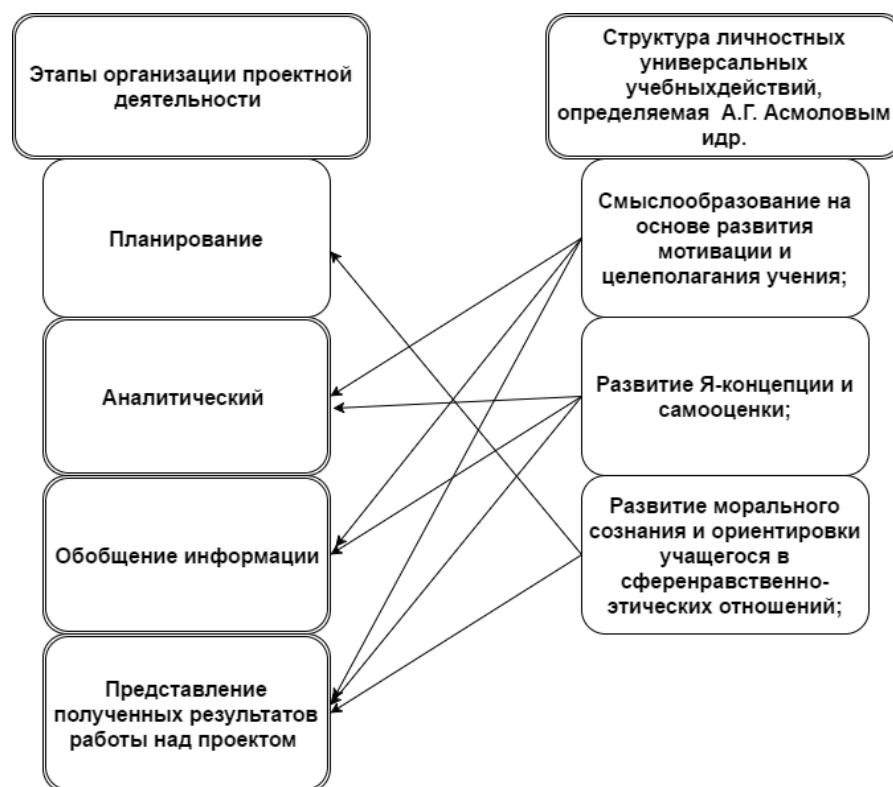 Этапы организации проектной
деятельности
Планирование
Аналитический
Обобщение информации
Представление
полученных результатов
работы над проектом
Структура личностных
универсальных
учебныхдействий,
определяемая А.Г. Асмоловым
идр.
Смыслообразование на
основе развития
мотивации и
целеполагания учения;
Развитие Я-концепции и
самооценки;
Развитие морального
сознания и ориентировки
учащегося в
сференравственно-
этических отношений;